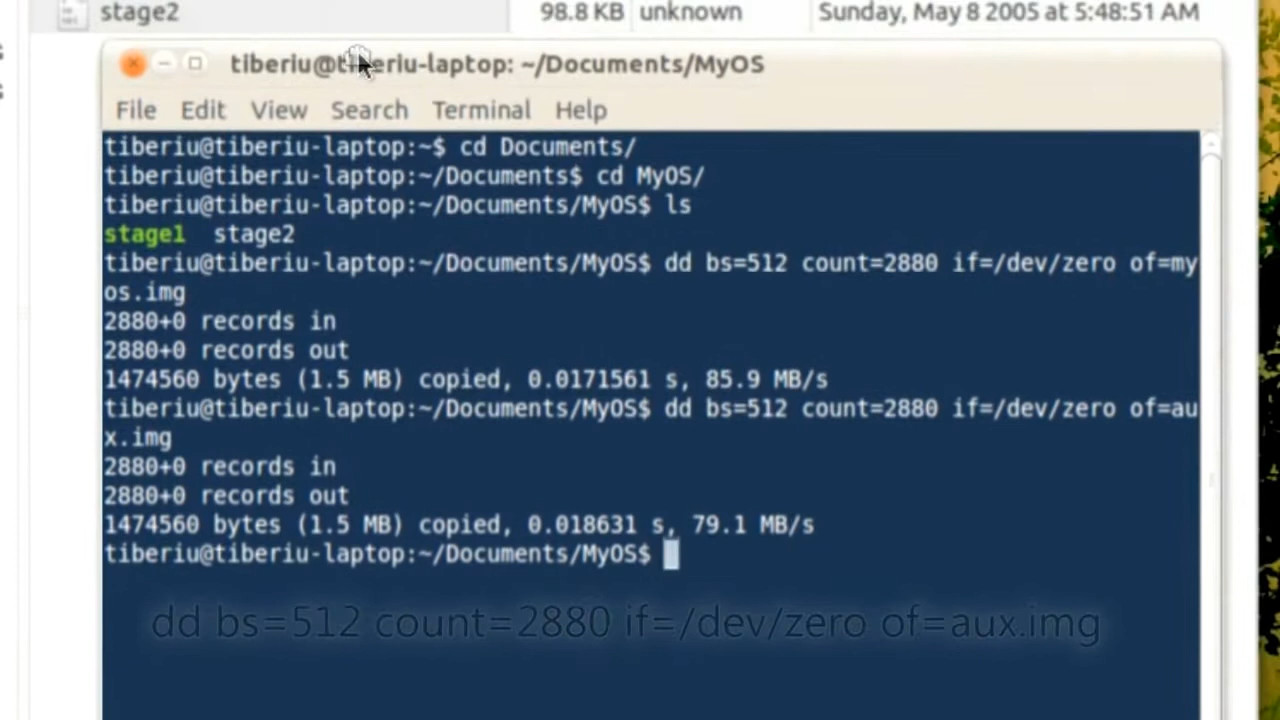 stage2 98.8 KB unknown Sunday, May 8 2005 at 5:48:51 AM
tiberiu@tiberiu-laptop: ~/Documents/MyOS
File Edit View Search Terminal Help
tiberiu@tiberiu-laptop:~$ cd Documents/
tiberiu@tiberiu-laptop:~/Documents$ cd MyOS/
tiberiu@tiberiu-laptop:~/Documents/MyOS$ ls
stage1 stage2
tiberiu@tiberiu-laptop:~/Documents/MyOS$ dd bs=512 count=2880 if=/dev/zero of=my
os.img
2880+0 records in
2880+0 records out
1474560 bytes (1.5 MB) copied, 0.0171561 s, 85.9 MB/s
tiberiu@tiberiu-laptop:~/Documents/MyOS$ dd bs=512 count=2880 if=/dev/zero of=au
x.img
2880+0 records in
2880+0 records out
1474560 bytes (1.5 MB) copied, 0.018631 s, 79.1 MB/s
tiberiu@tiberiu-laptop:~/Documents/MyOS$
dd bs=512 count=2880 if=/dev/zero of=aux.img